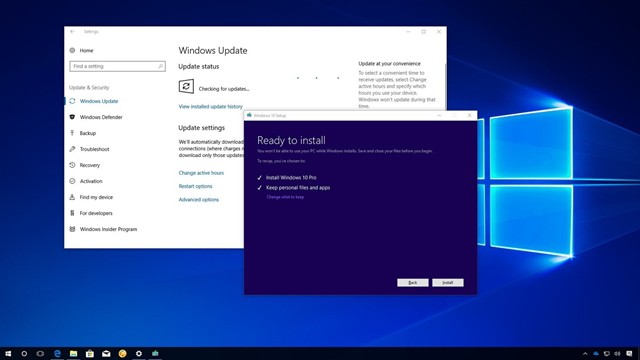 Settings
Home
Find a setting
Update & Security
Windows Update
Windows Defender
Backup
Troubleshoot
Recovery
Activation
Find my device
For developers
Windows Insider Program
Windows Update
Update status
Checking for updates...
View installed update history
Update settings
We'll automatically download
connections (where charges m
download only those updates
Change active hours
Restart options
Advanced options
Update at your convenience
To select a convenient time to
receive updates, select Change
active hours and specify which
hours you use your device.
Windows won't update during that
time.
Windows 10 Setup
Ready to install
You won't be able to use your PC while Windows installs. Save and close your files before you begin.
To recap, you've chosen to:
Install Windows 10 Pro
Keep personal files and apps
Change what to keep
Back
Install